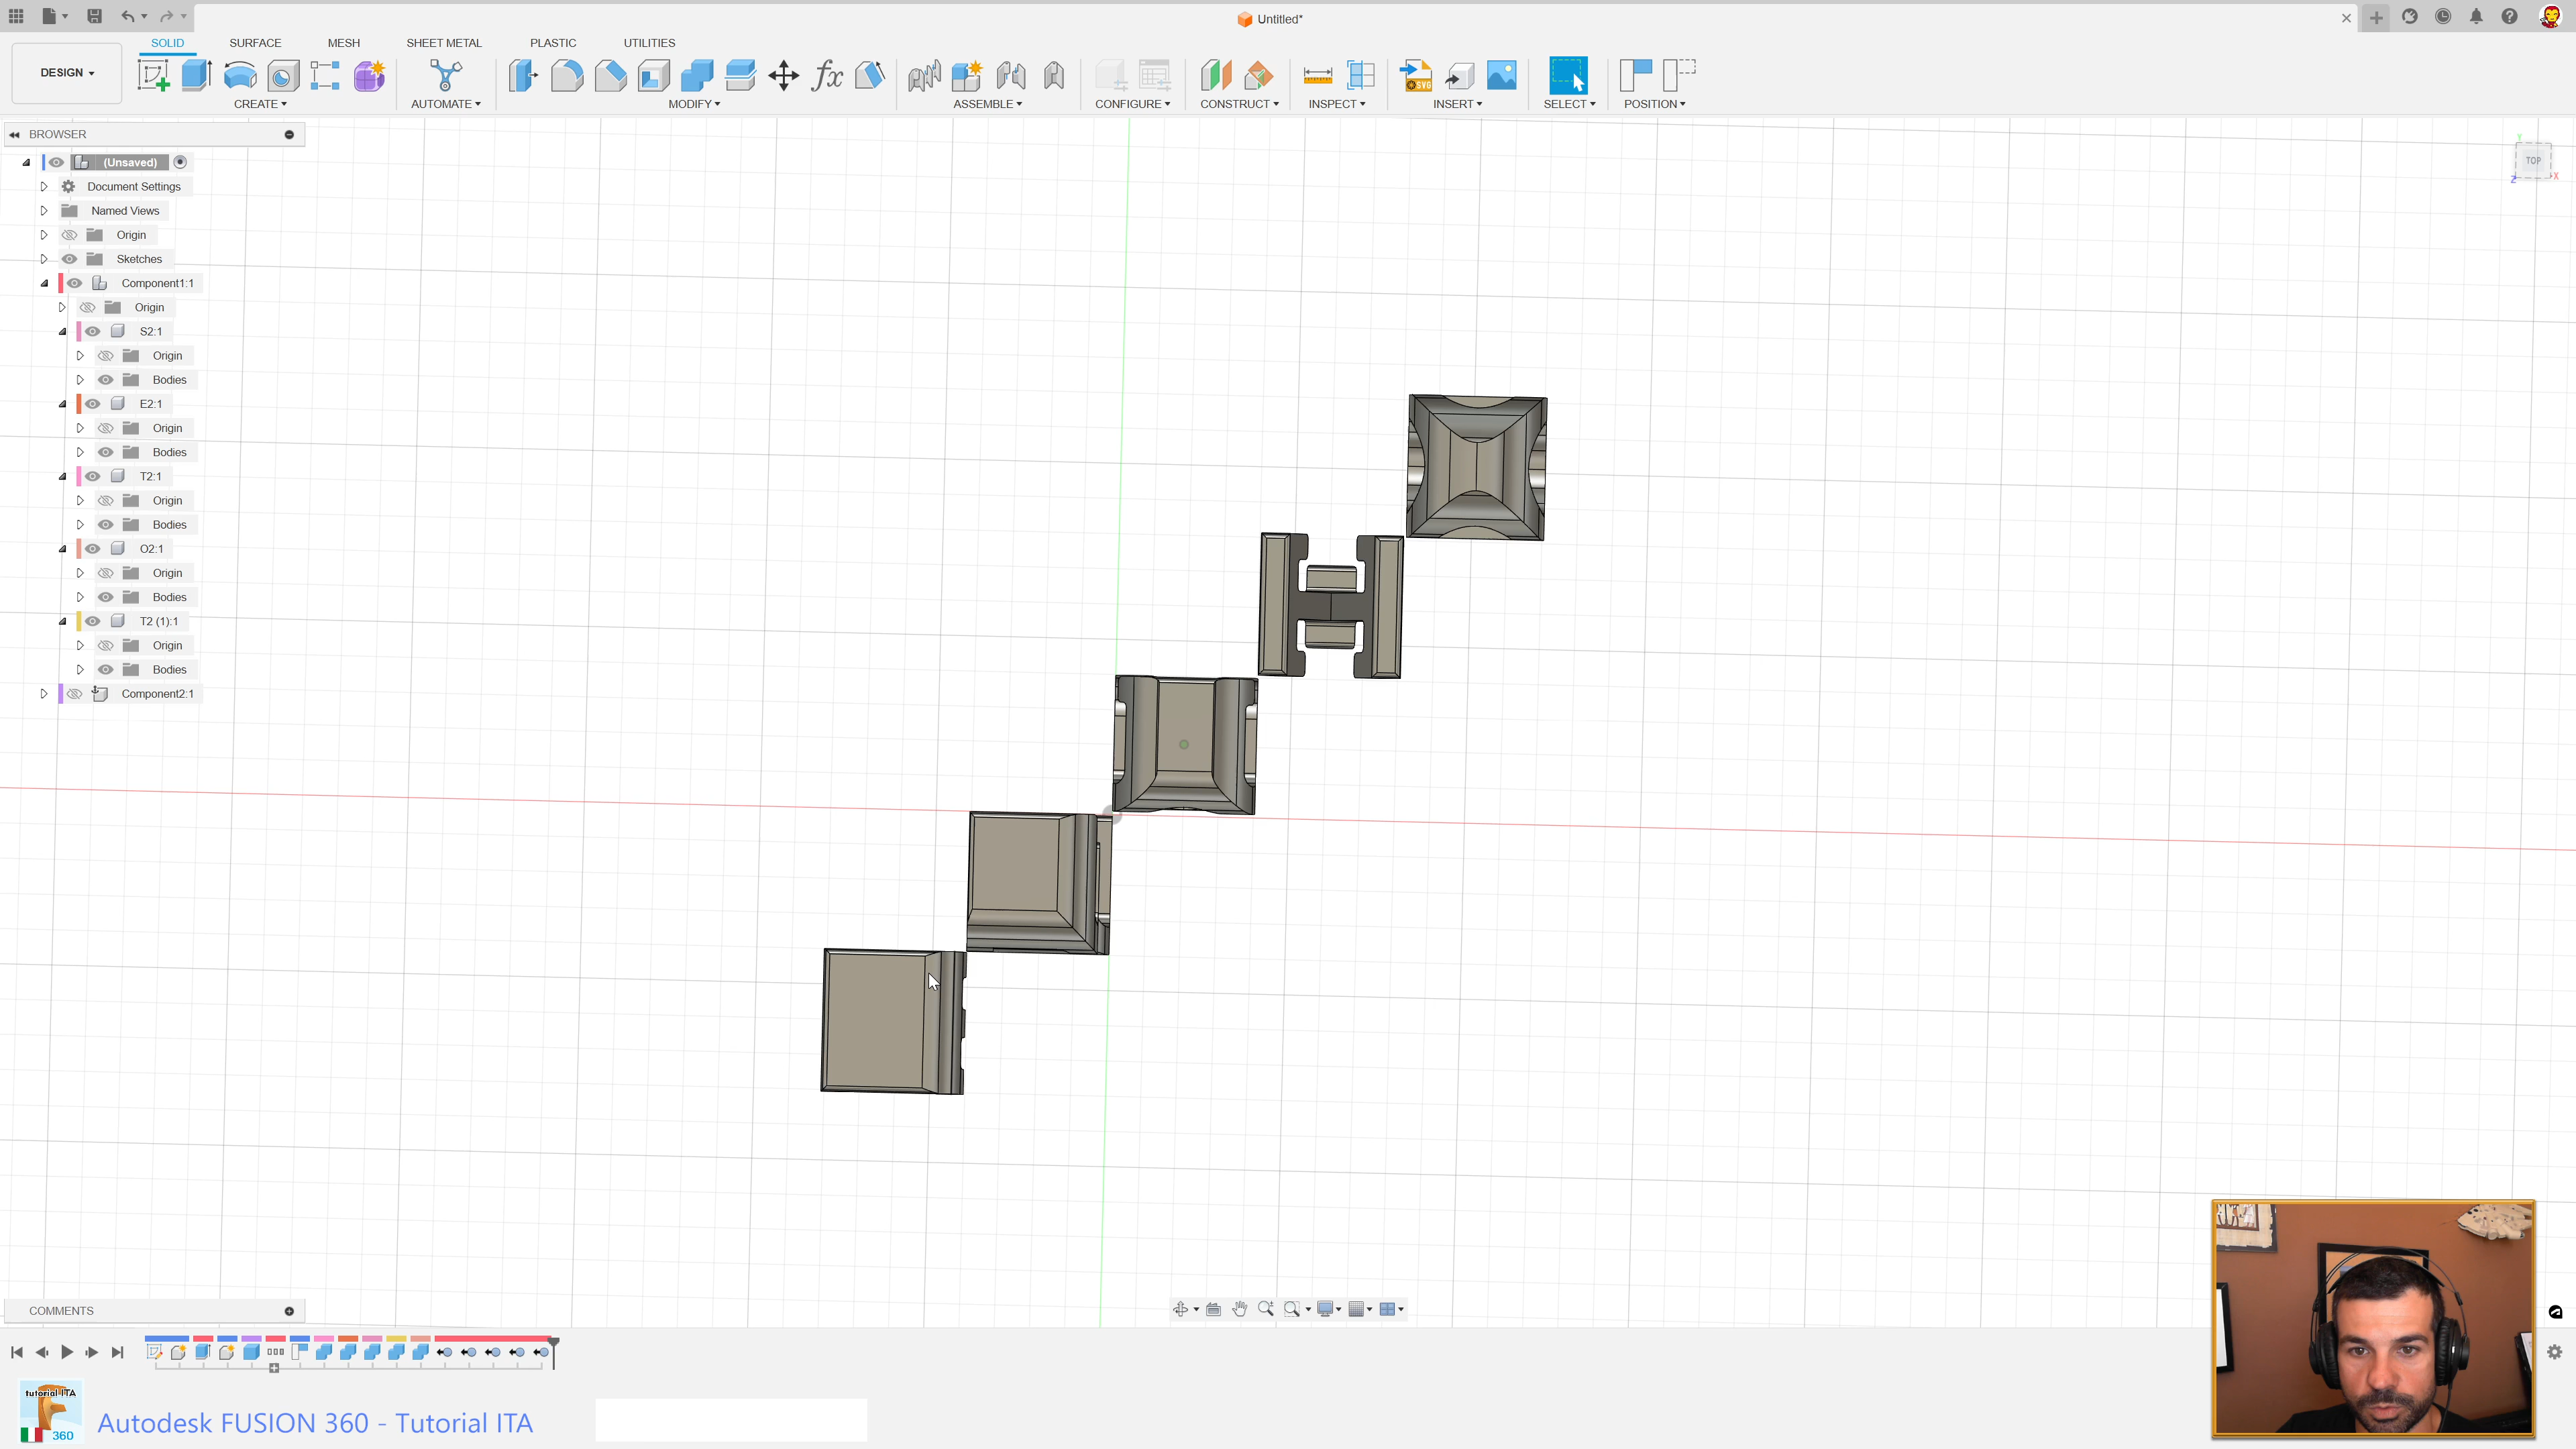 Untitled*
SOLID SURFACE MESH SHEET METAL PLASTIC UTILITIES
DESIGN
CREATE AUTOMATE MODIFY ASSEMBLE CONFIGURE CONSTRUCT INSPECT INSERT SELECT POSITION
fx
SVG
BROWSER
(Unsaved)
Document Settings
Named Views
Origin
Sketches
Component1:1
Origin
S2:1
Origin
Bodies
E2:1
Origin
Bodies
T2:1
Origin
Bodies
O2:1
Origin
Bodies
T2 (1):1
Origin
Bodies
Component2:1
Y
TOP
Z
X
COMMENTS
tutorial ITA
360
Autodesk FUSION 360 - Tutorial ITA